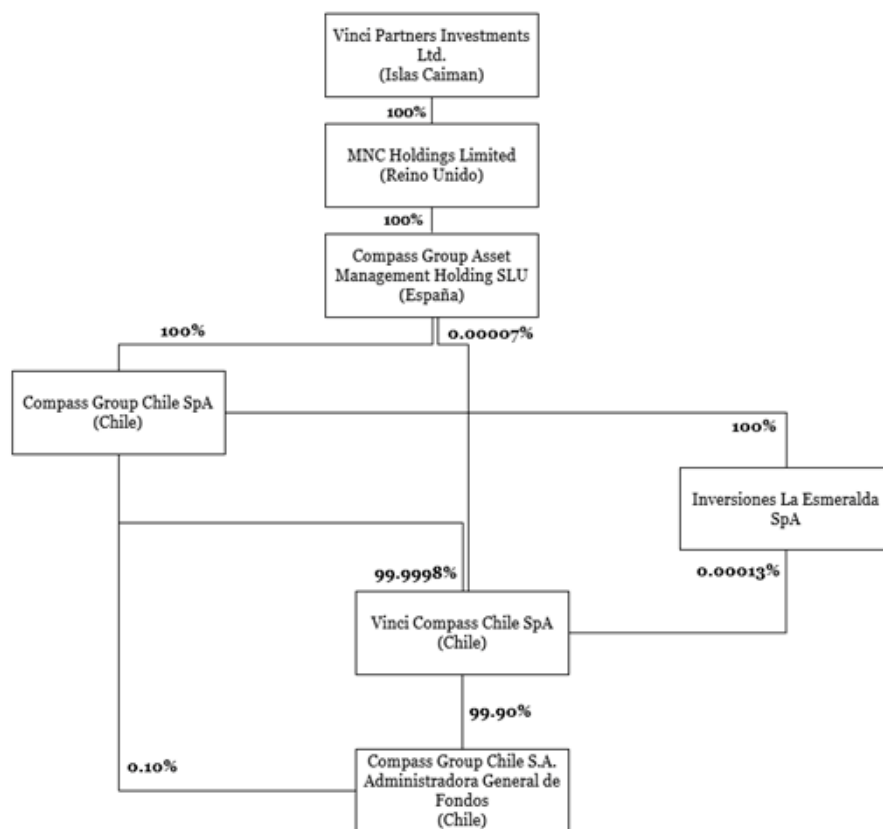 Vinci Partners Investments
Ltd.
(Islas Caiman)
100%
MNC Holdings Limited
(Reino Unido)
100%
Compass Group Asset
Management Holding SLU
(España)
100%
0.00007%
Compass Group Chile SpA
(Chile)
100%
Inversiones La Esmeralda
SpA
99.9998%
0.00013%
Vinci Compass Chile SpA
(Chile)
99.90%
0.10%
Compass Group Chile S.A.
Administradora General de
Fondos
(Chile)